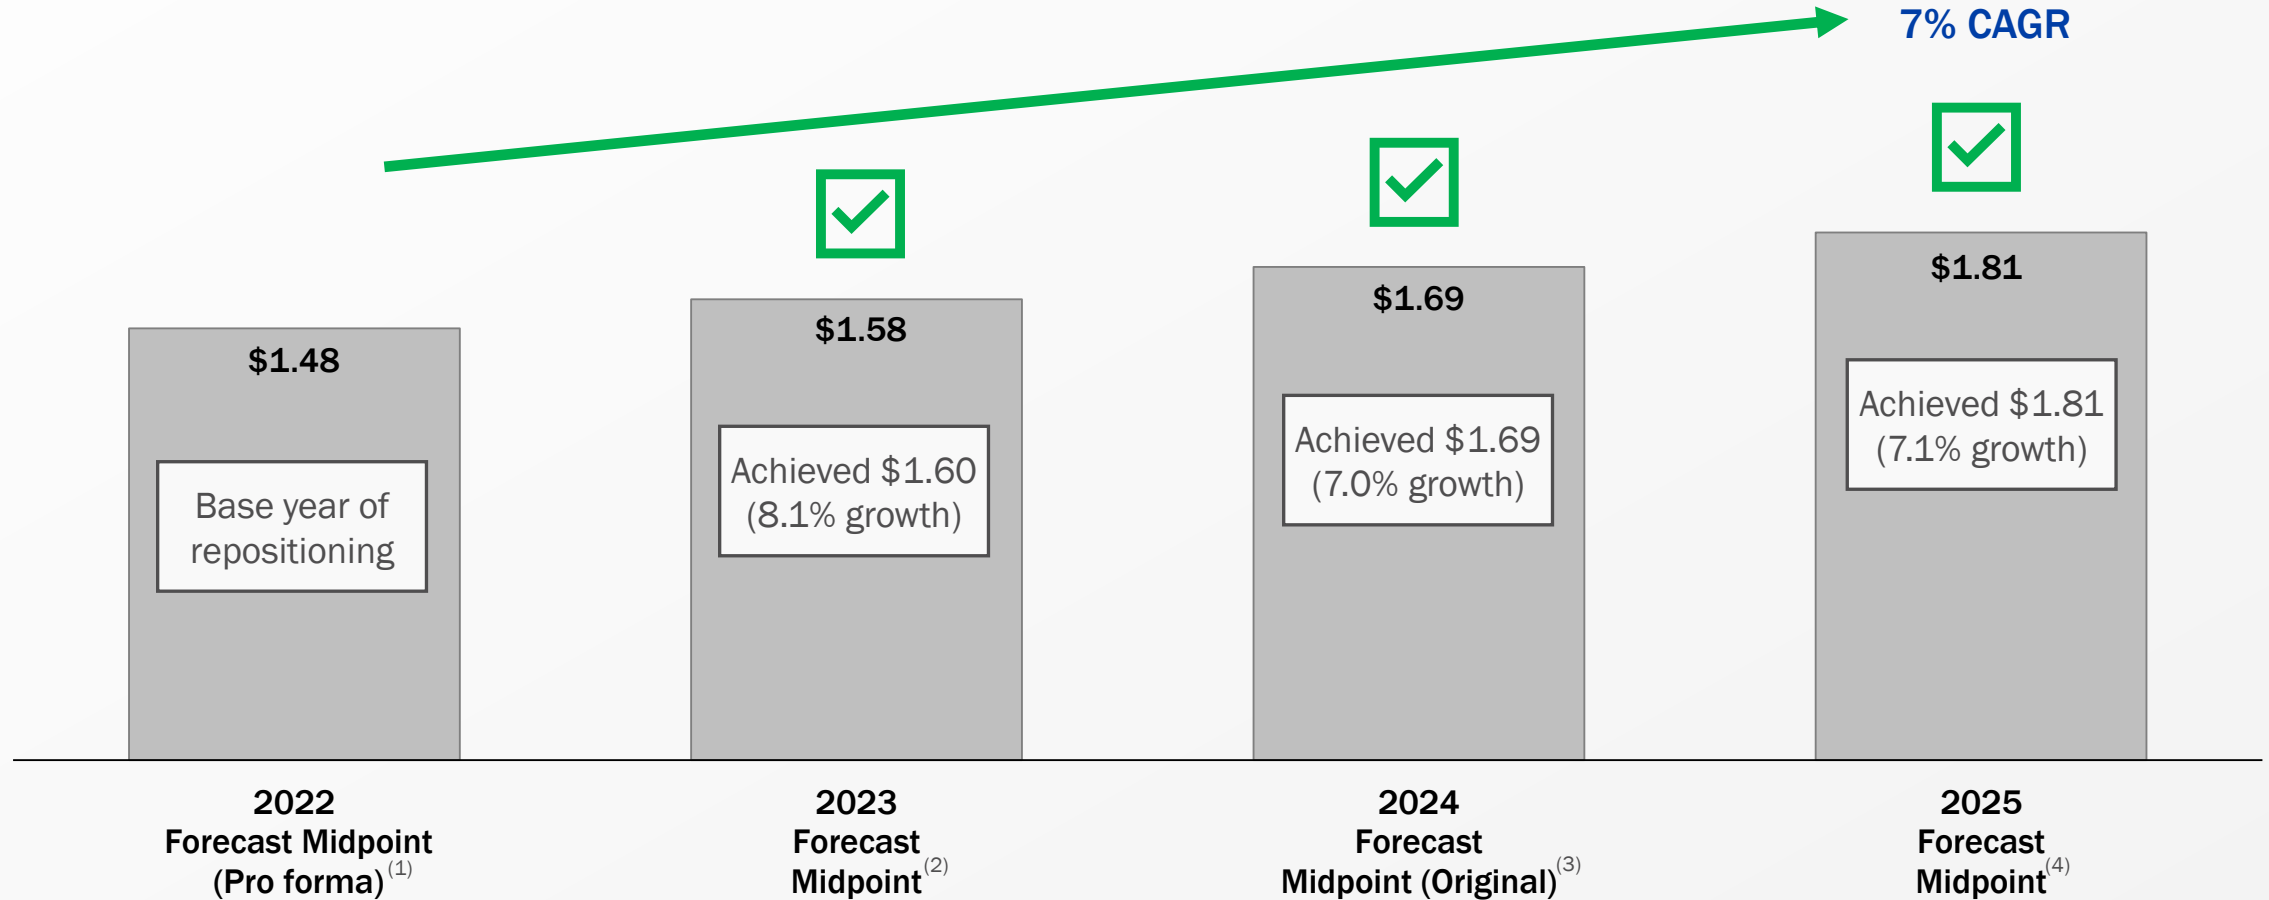 7% CAGR
$1.48
Base year of
repositioning
2022
Forecast Midpoint
(Pro forma)(1)
$1.58
Achieved $1.60
(8.1% growth)
2023
Forecast
Midpoint(2)
$1.69
Achieved $1.69
(7.0% growth)
2024
Forecast
Midpoint (Original)(3)
$1.81
Achieved $1.81
(7.1% growth)
2025
Forecast
Midpoint(4)